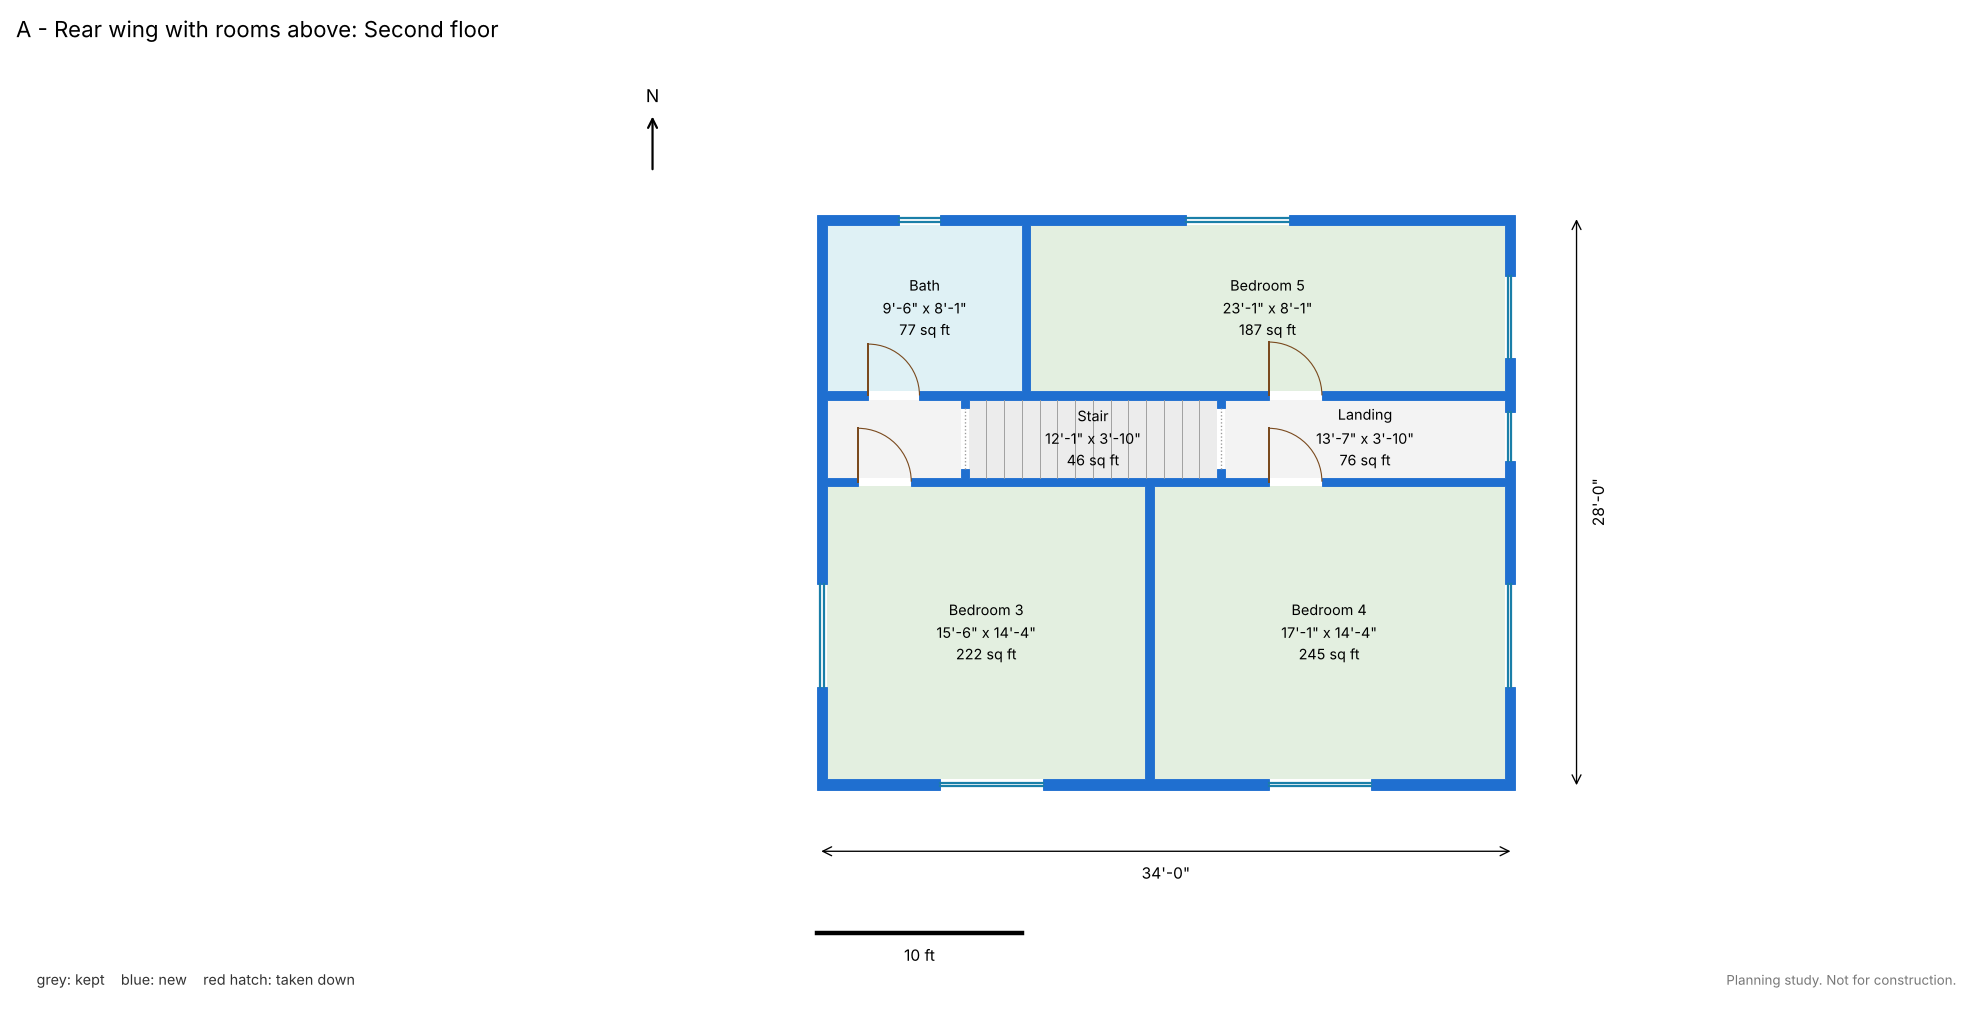 A - Rear wing with rooms above: Second floor
N
Bath
9'-6" x 8'-1"
77 sq ft
Bedroom 5
23'-1" x 8'-1"
187 sq ft
Stair
12'-1" x 3'-10"
46 sq ft
Landing
13'-7" x 3'-10"
76 sq ft
Bedroom 3
15'-6" x 14'-4"
222 sq ft
Bedroom 4
17'-1" x 14'-4"
245 sq ft
28'-0"
34'-0"
10 ft
grey: kept blue: new red hatch: taken down
Planning study. Not for construction.